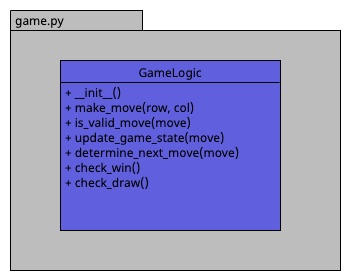 game.py
GameLogic
+ __init__()
+ make_move(row, col)
+ is_valid_move(move)
+ update_game_state(move)
+ determine_next_move(move)
+ check_win()
+ check_draw()